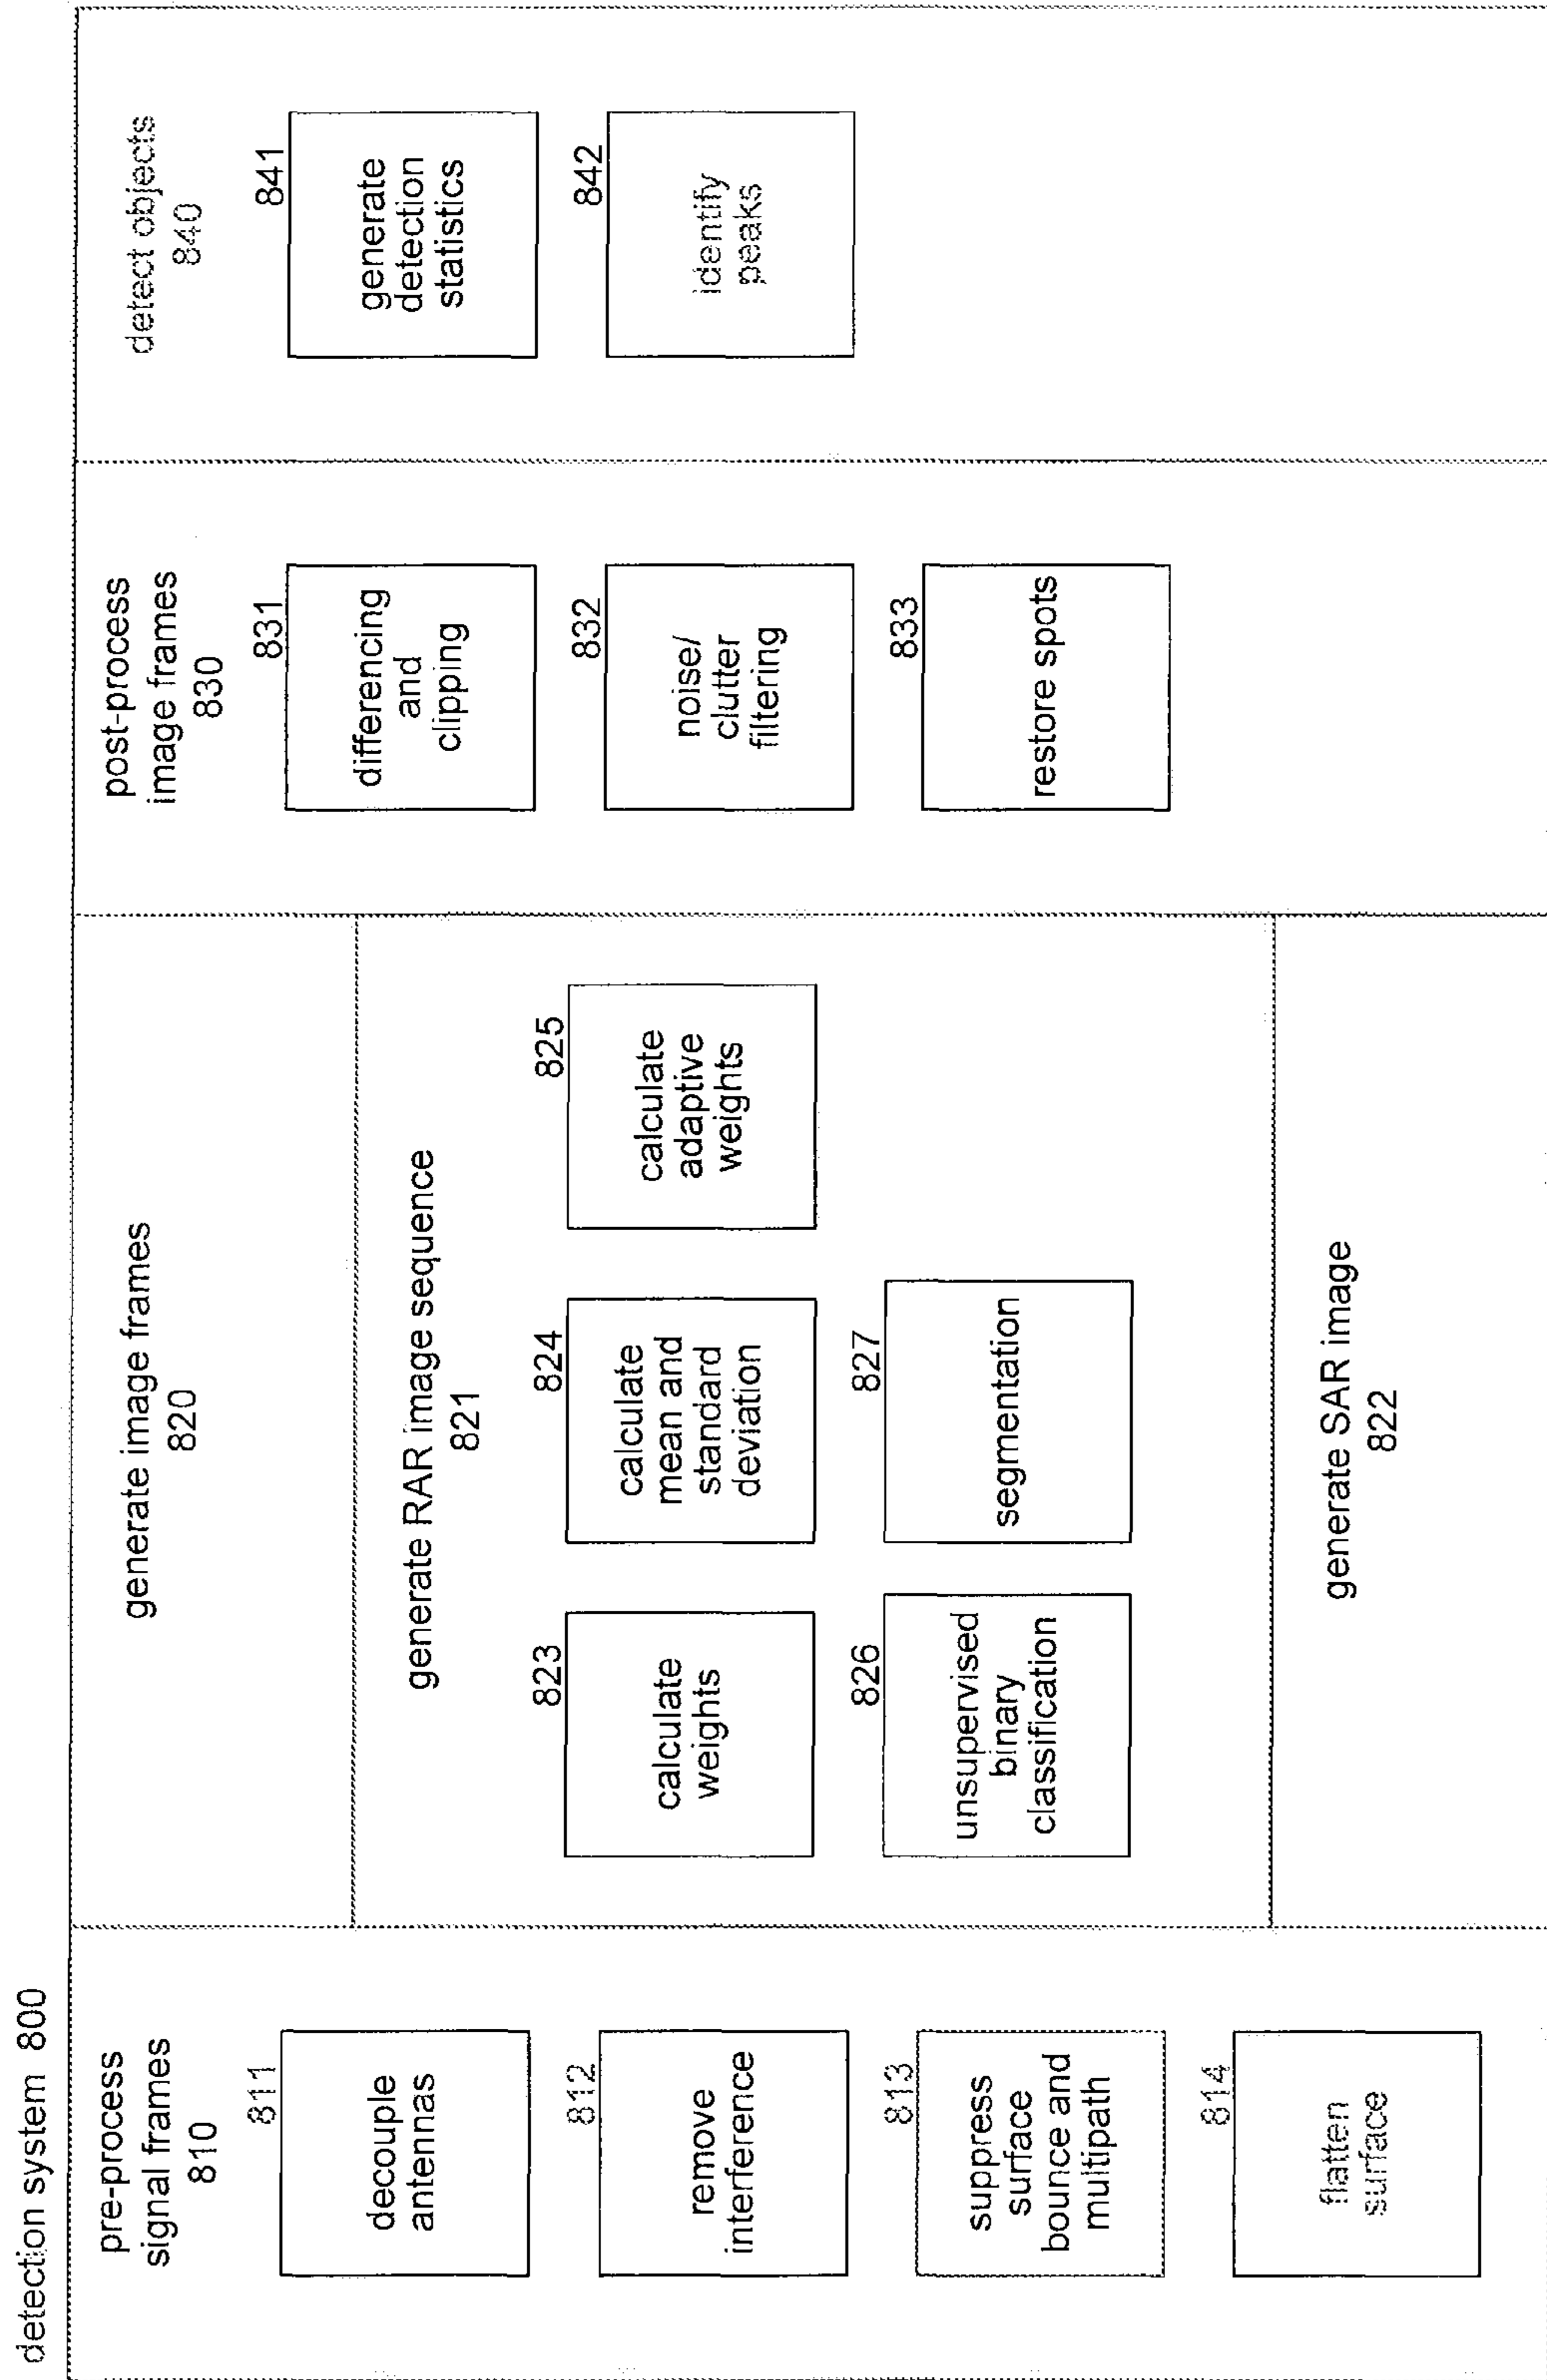 detection system 800
pre-process
signal frames
810
811
decouple
antennas
812
remove
interference
813
suppress
surface
bounce and
multipath
814
flatten
surface
generate image frames
820
generate RAR image sequence
821
823
calculate
weights
824
calculate
mean and
standard
deviation
825
calculate
adaptive
weights
826
unsupervised
binary
classification
827
segmentation
generate SAR image
822
post-process
image frames
830
831
differencing
and
clipping
832
noise/
clutter
filtering
833
restore spots
detect objects
840
841
generate
detection
statistics
842
identify
peaks